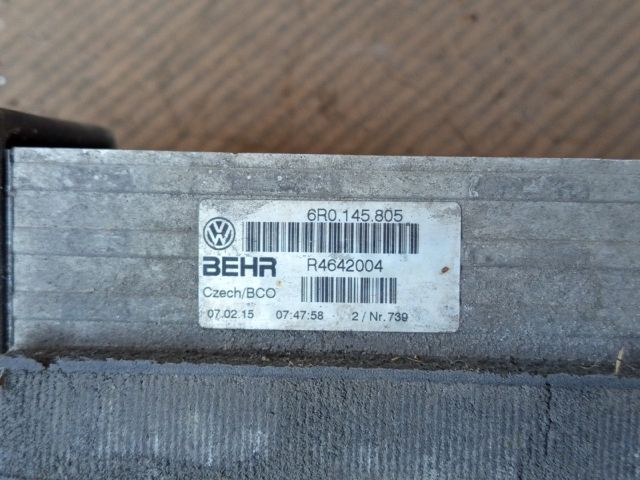 6R0.145.805
BEHR R4642004
Czech/BCO
07.02.15 07:47:58 2 / Nr. 739